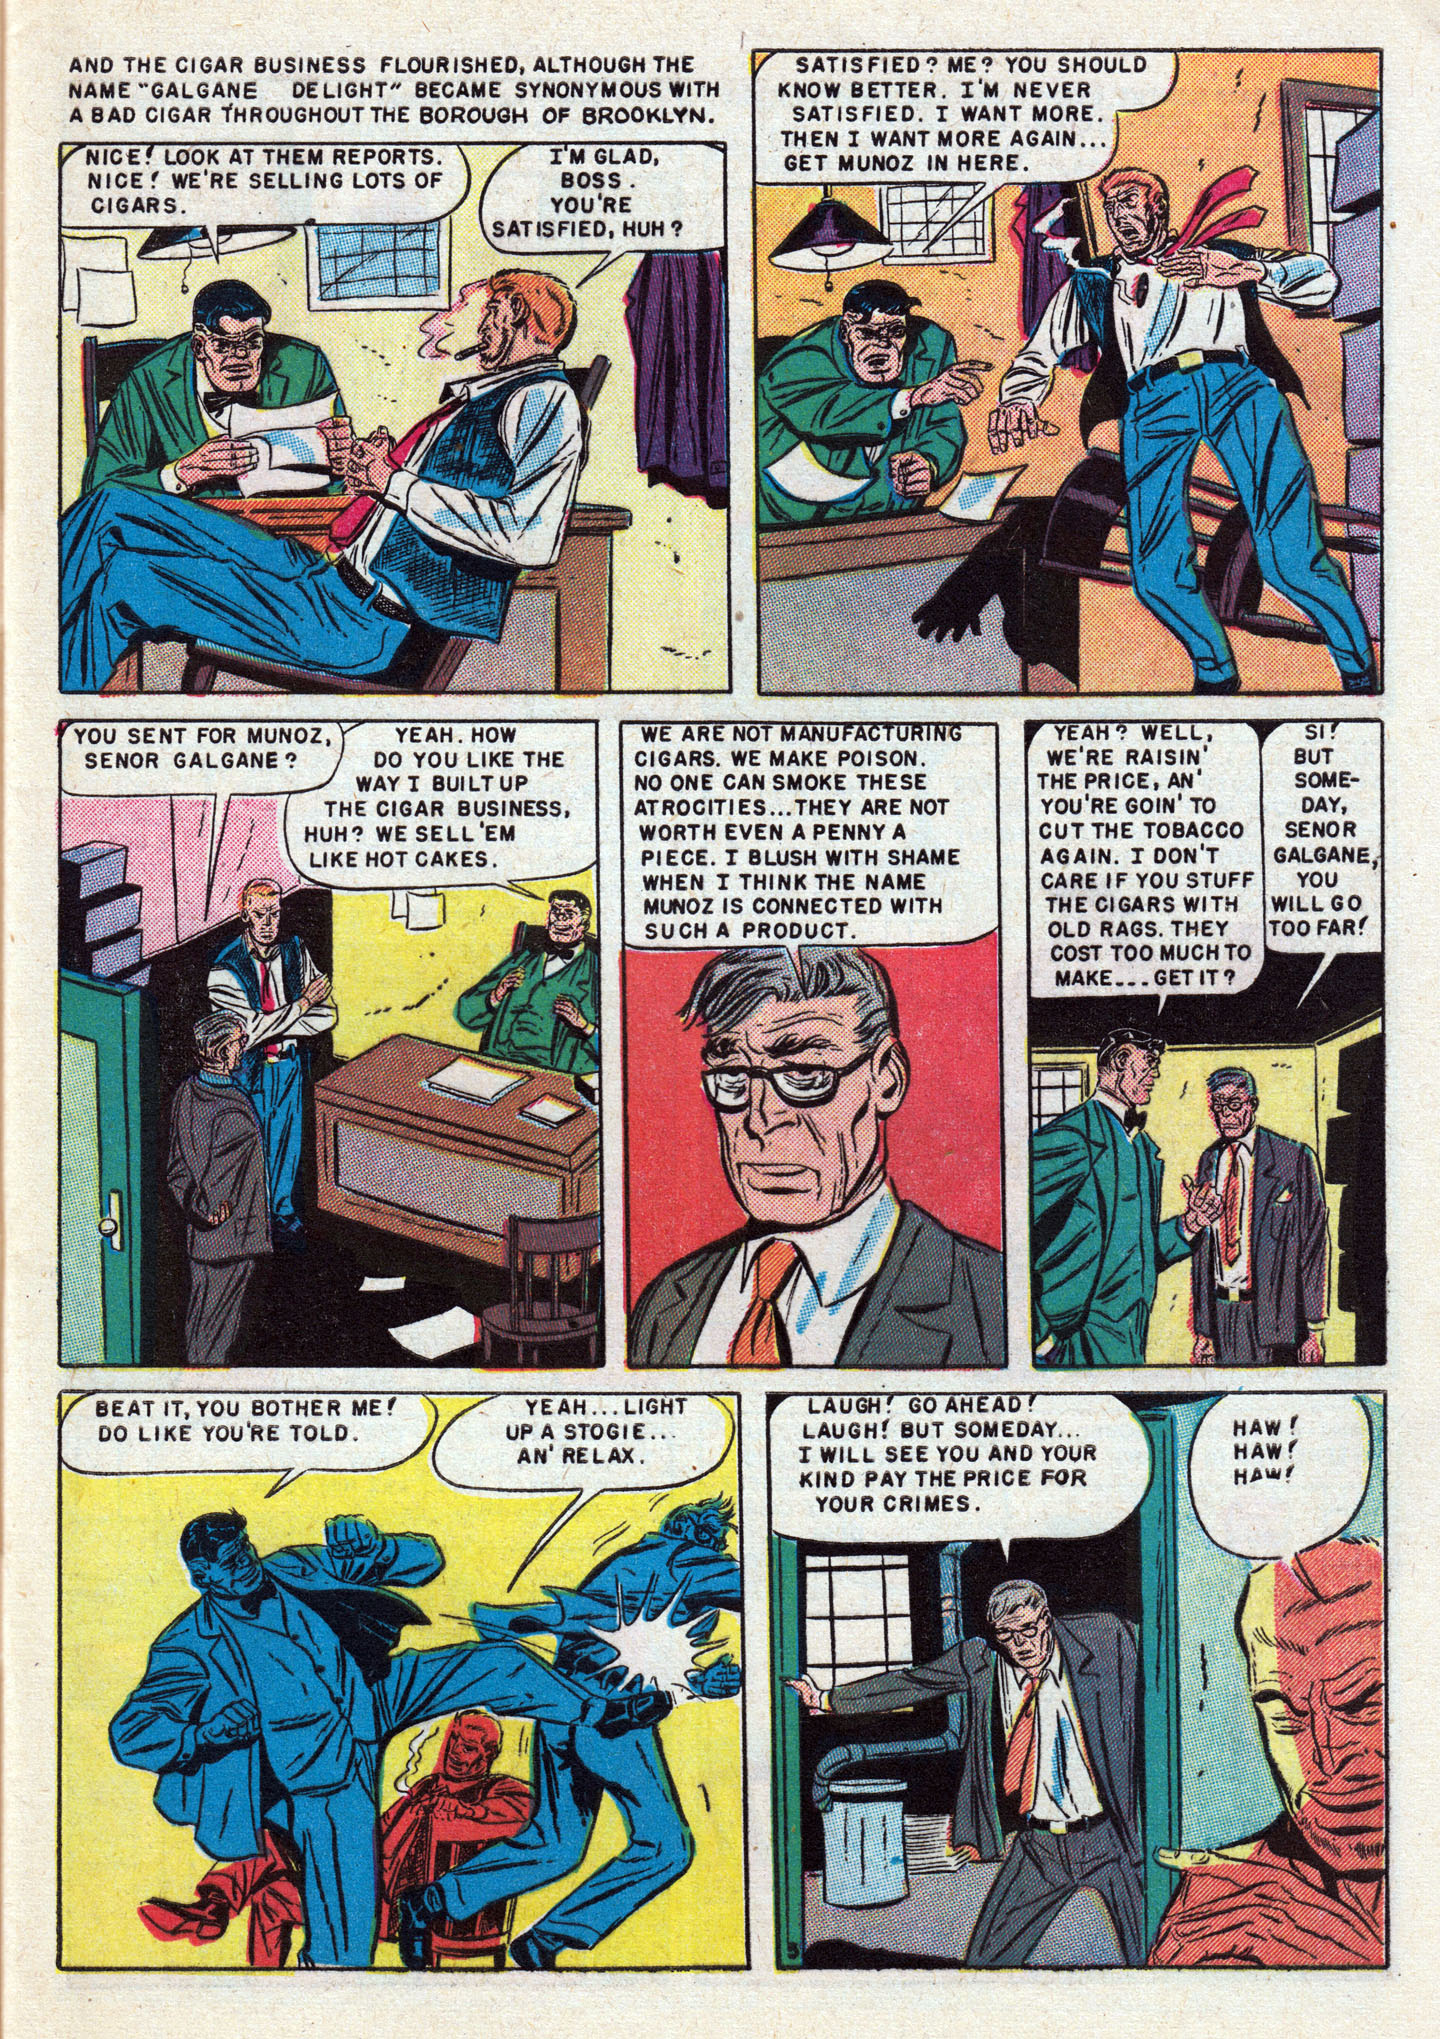 AND THE CIGAR BUSINESS FLOURISHED, ALTHOUGH THE
NAME "GALGANE DELIGHT" BECAME SYNONYMOUS WITH
A BAD CIGAR THROUGHOUT THE BOROUGH OF BROOKLYN.
NICE! LOOK AT THEM REPORTS.
NICE! WE'RE SELLING LOTS OF
CIGARS.
I'M GLAD,
BOSS.
YOU'RE
SATISFIED, HUH?
SATISFIED? ME? YOU SHOULD
KNOW BETTER. I'M NEVER
SATISFIED. I WANT MORE.
THEN I WANT MORE AGAIN...
GET MUNOZ IN HERE.
YOU SENT FOR MUNOZ,
SENOR GALGANE?
YEAH. HOW
DO YOU LIKE THE
WAY I BUILT UP
THE CIGAR BUSINESS,
HUH? WE SELL 'EM
LIKE HOT CAKES.
WE ARE NOT MANUFACTURING
CIGARS. WE MAKE POISON.
NO ONE CAN SMOKE THESE
ATROCITIES...THEY ARE NOT
WORTH EVEN A PENNY A
PIECE. I BLUSH WITH SHAME
WHEN I THINK THE NAME
MUNOZ IS CONNECTED WITH
SUCH A PRODUCT.
YEAH? WELL,
WE'RE RAISIN'
THE PRICE, AN'
YOU'RE GOIN' TO
CUT THE TOBACCO
AGAIN. I DON'T
CARE IF YOU STUFF
THE CIGARS WITH
OLD RAGS. THEY
COST TOO MUCH TO
MAKE...GET IT?
SI!
BUT
SOME-
DAY,
SENOR
GALGANE,
YOU
WILL GO
TOO FAR!
BEAT IT, YOU BOTHER ME!
DO LIKE YOU'RE TOLD.
YEAH...LIGHT
UP A STOGIE...
AN' RELAX.
LAUGH! GO AHEAD!
LAUGH! BUT SOMEDAY...
I WILL SEE YOU AND YOUR
KIND PAY THE PRICE FOR
YOUR CRIMES.
HAW!
HAW!
HAW!
3